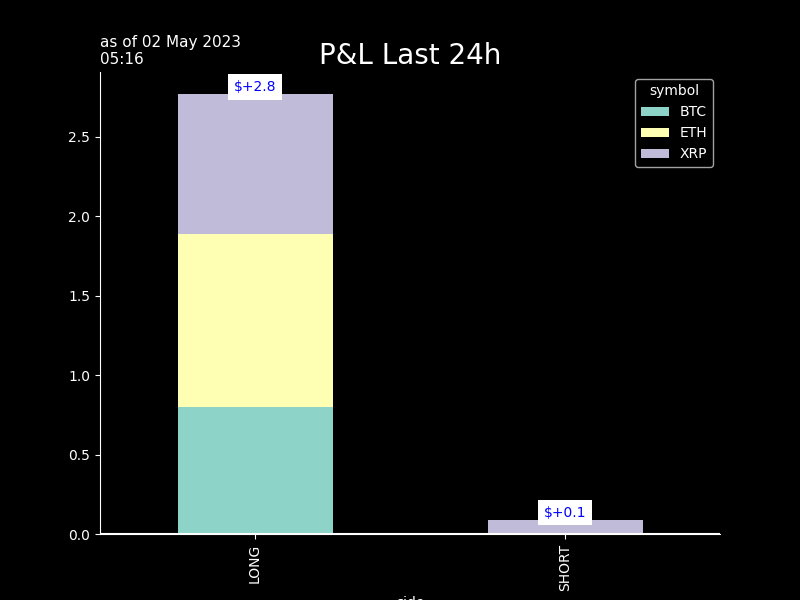 as of 02 May 2023
05:16
P&L Last 24h
$+2.8
symbol
BTC
ETH
XRP
2.5
2.0
1.5
1.0
0.5
$+0.1
0.0
LONG
SHORT